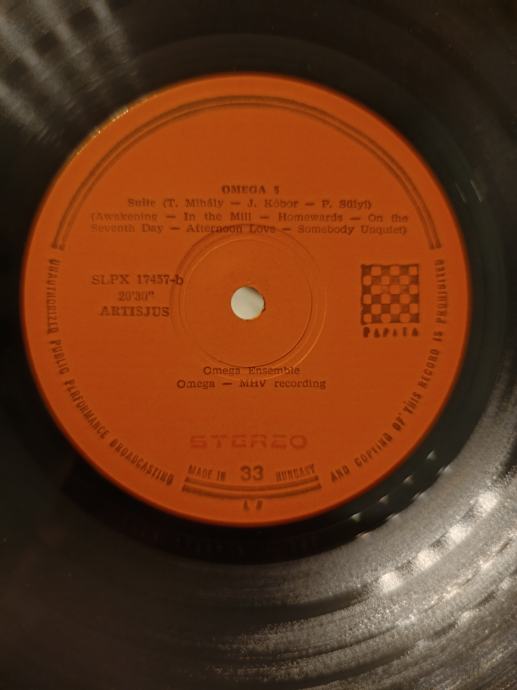 OMEGA 5
Suite (T. Mihály — J. Kóbor — P. Sülyi)
(Awakening — In the Mill — Homewards — On the
Seventh Day — Afternoon Love — Somebody Unquiet)
SLPX 17457-b
20'30"
ARTISJUS
PEPITA
Omega Ensemble
Omega — MHV recording
STEREO
MADE IN 33 HUNGARY
LP
UNAUTHORIZED PUBLIC PERFORMANCE BROADCASTING AND COPYING OF THIS RECORD IS PROHIBITED